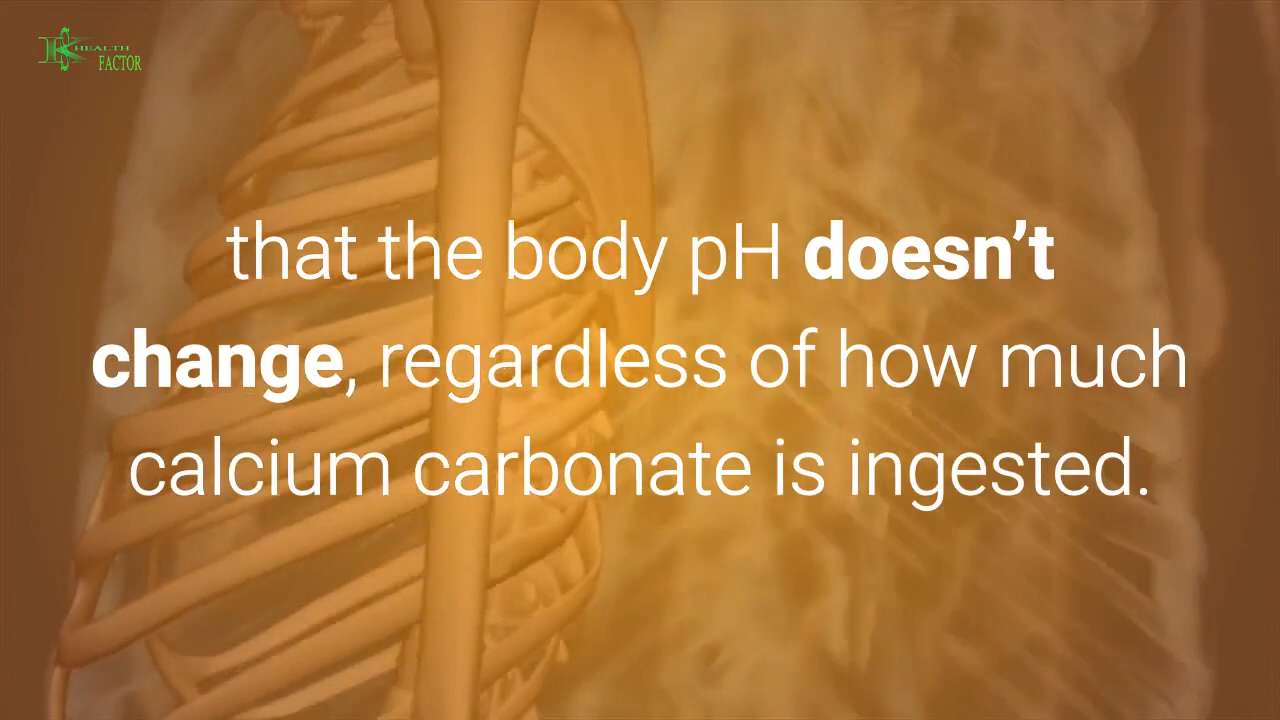 HEALTH
FACTOR
that the body pH doesn’t
change, regardless of how much
calcium carbonate is ingested.